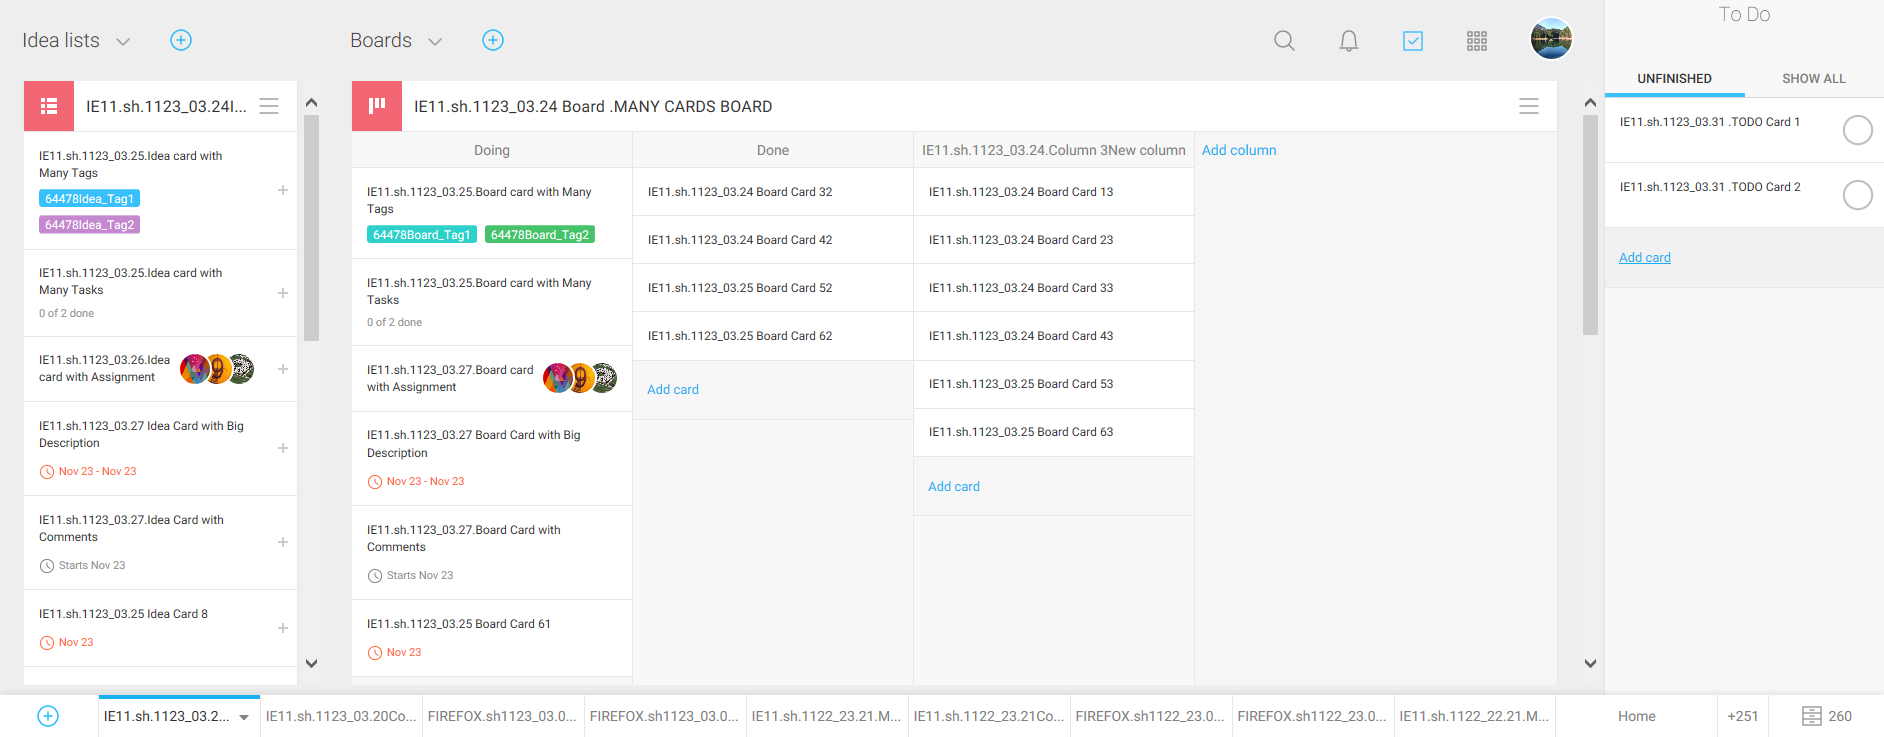 Idea lists
Boards
To Do
UNFINISHED
SHOW ALL
IE11.sh.1123_03.24I...
IE11.sh.1123_03.25.Idea card with
Many Tags
64478Idea_Tag1
64478Idea_Tag2
IE11.sh.1123_03.25.Idea card with
Many Tasks
0 of 2 done
IE11.sh.1123_03.26.Idea
card with Assignment
IE11.sh.1123_03.27 Idea Card with Big
Description
Nov 23 - Nov 23
IE11.sh.1123_03.27.Idea Card with
Comments
Starts Nov 23
IE11.sh.1123_03.25 Idea Card 8
Nov 23
IE11.sh.1123_03.24 Board .MANY CARDS BOARD
Doing
IE11.sh.1123_03.25.Board card with Many
Tags
64478Board_Tag1
64478Board_Tag2
IE11.sh.1123_03.25.Board card with Many
Tasks
0 of 2 done
IE11.sh.1123_03.27.Board card
with Assignment
IE11.sh.1123_03.27 Board Card with Big
Description
Nov 23 - Nov 23
IE11.sh.1123_03.27.Board Card with
Comments
Starts Nov 23
IE11.sh.1123_03.25 Board Card 61
Nov 23
Done
IE11.sh.1123_03.24 Board Card 32
IE11.sh.1123_03.24 Board Card 42
IE11.sh.1123_03.25 Board Card 52
IE11.sh.1123_03.25 Board Card 62
Add card
IE11.sh.1123_03.24.Column 3New column
IE11.sh.1123_03.24 Board Card 13
IE11.sh.1123_03.24 Board Card 23
IE11.sh.1123_03.24 Board Card 33
IE11.sh.1123_03.24 Board Card 43
IE11.sh.1123_03.25 Board Card 53
IE11.sh.1123_03.25 Board Card 63
Add card
Add column
IE11.sh.1123_03.31 .TODO Card 1
IE11.sh.1123_03.31 .TODO Card 2
Add card
IE11.sh.1123_03.2...
IE11.sh.1123_03.20Co...
FIREFOX.sh1123_03.0...
FIREFOX.sh1123_03.0...
IE11.sh.1122_23.21.M...
IE11.sh.1122_23.21Co...
FIREFOX.sh1122_23.0...
FIREFOX.sh1122_23.0...
IE11.sh.1122_22.21.M...
Home
+251
260